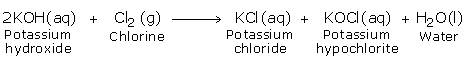 2KOH(aq) + Cl₂(g) ⟶ KCl(aq) + KOCl(aq) + H₂O(l)
Potassium hydroxide Chlorine Potassium chloride Potassium hypochlorite Water